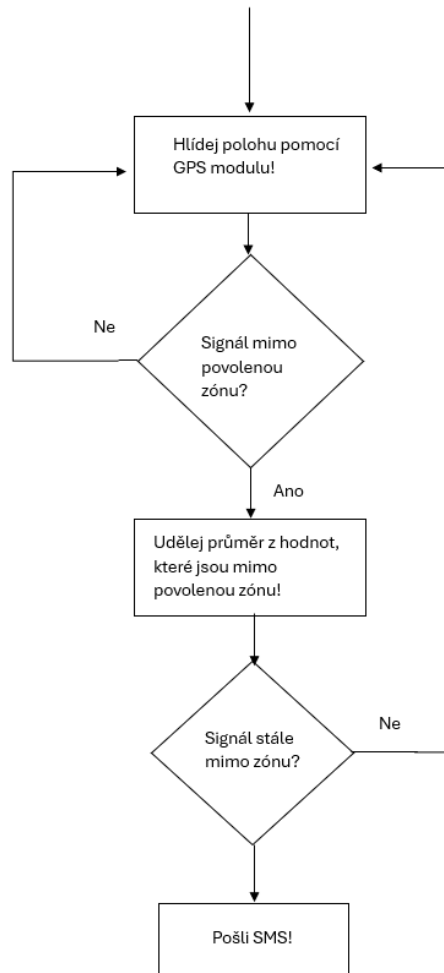 Hlídej polohu pomocí
GPS modulu!
Ne
Signál mimo
povolenou
zónu?
Ano
Udělej průměr z hodnot,
které jsou mimo
povolenou zónu!
Ne
Signál stále
mimo zónu?
Pošli SMS!